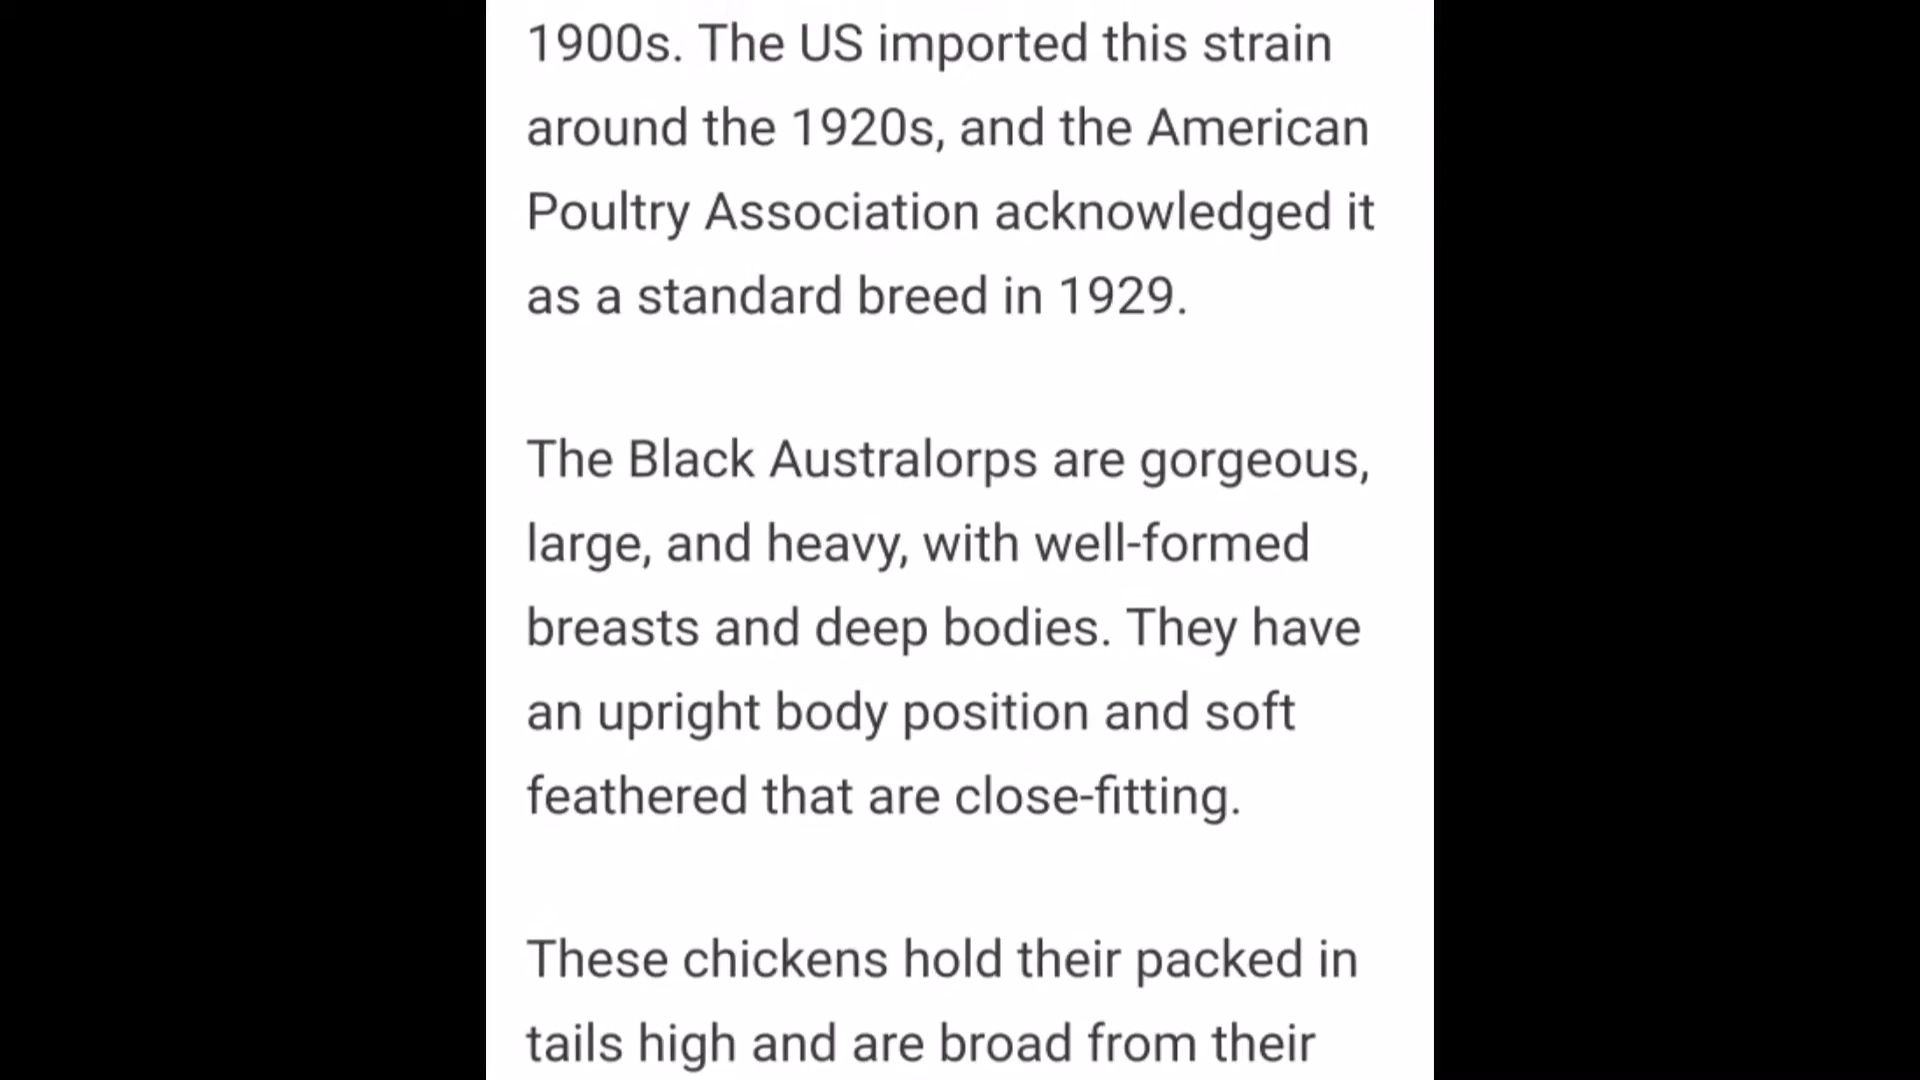 1900s. The US imported this strain
around the 1920s, and the American
Poultry Association acknowledged it
as a standard breed in 1929.
The Black Australorps are gorgeous,
large, and heavy, with well-formed
breasts and deep bodies. They have
an upright body position and soft
feathered that are close-fitting.
These chickens hold their packed in
tails high and are broad from their